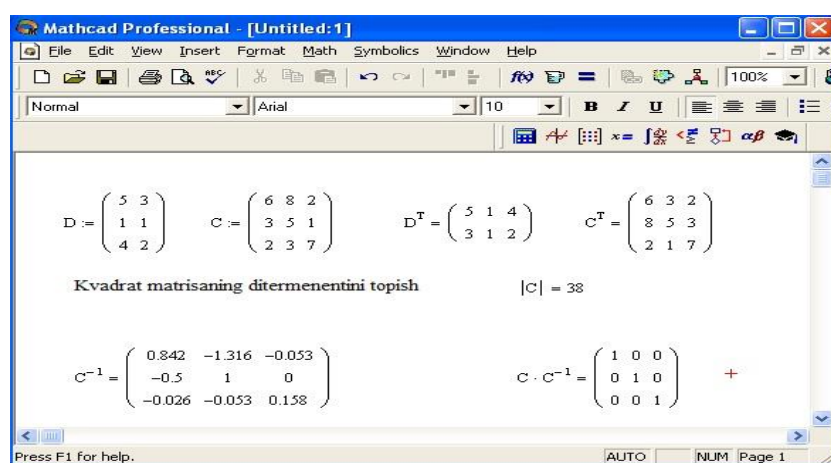 Mathcad Professional - [Untitled:1]
File Edit View Insert Format Math Symbolics Window Help
100%
Normal Arial 10 B I U
D := ( 5 3 ; 1 1 ; 4 2 ) C := ( 6 8 2 ; 3 5 1 ; 2 3 7 ) D^T = ( 5 1 4 ; 3 1 2 ) C^T = ( 6 3 2 ; 8 5 3 ; 2 1 7 )
Kvadrat matrisaning ditermenentini topish |C| = 38
C^-1 = ( 0.842 -1.316 -0.053 ; -0.5 1 0 ; -0.026 -0.053 0.158 ) C · C^-1 = ( 1 0 0 ; 0 1 0 ; 0 0 1 )
Press F1 for help. AUTO NUM Page 1